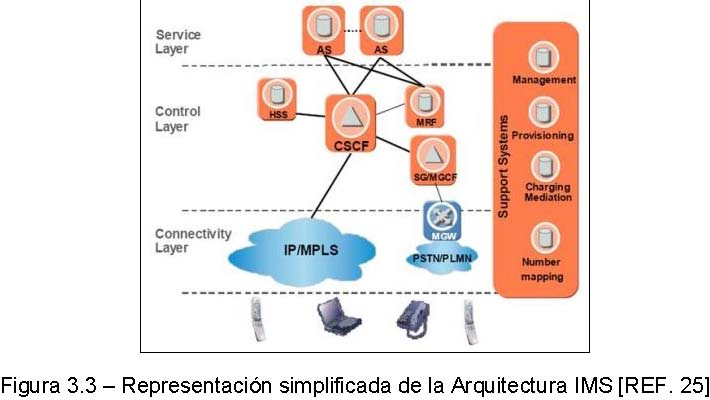 Service
Layer
AS
AS
Control
Layer
HSS
CSCF
MRF
SG/MGCF
Connectivity
Layer
IP/MPLS
MGW
PSTN/PLMN
Support Systems
Management
Provisioning
Charging
Mediation
Number
mapping
Figura 3.3 – Representación simplificada de la Arquitectura IMS [REF. 25]